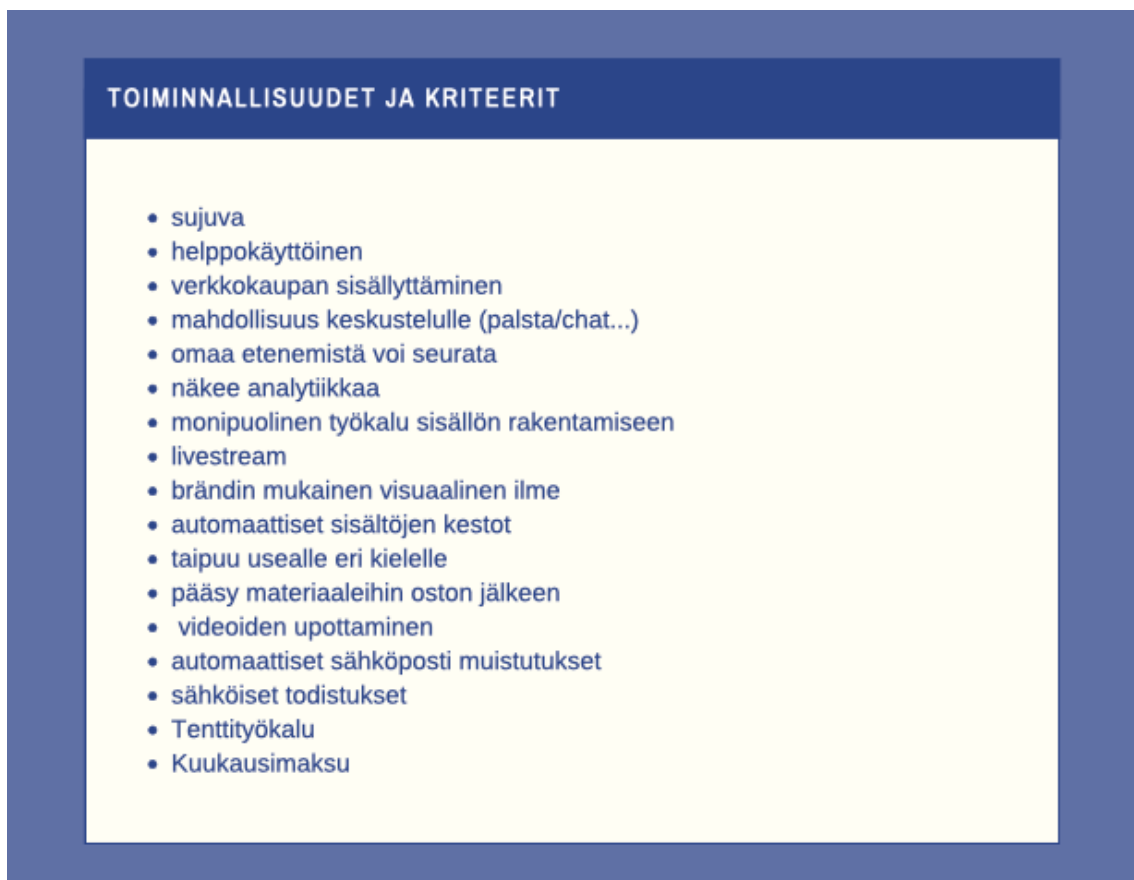 TOIMINNALLISUUDET JA KRITEERIT
• sujuva
• helppokäyttöinen
• verkkokaupan sisällyttäminen
• mahdollisuus keskustelulle (palsta/chat...)
• omaa etenemistä voi seurata
• näkee analytiikkaa
• monipuolinen työkalu sisällön rakentamiseen
• livestream
• brändin mukainen visuaalinen ilme
• automaattiset sisältöjen kestot
• taipuu usealle eri kielelle
• pääsy materiaaleihin oston jälkeen
• videoiden upottaminen
• automaattiset sähköposti muistutukset
• sähköiset todistukset
• Tenttityökalu
• Kuukausimaksu